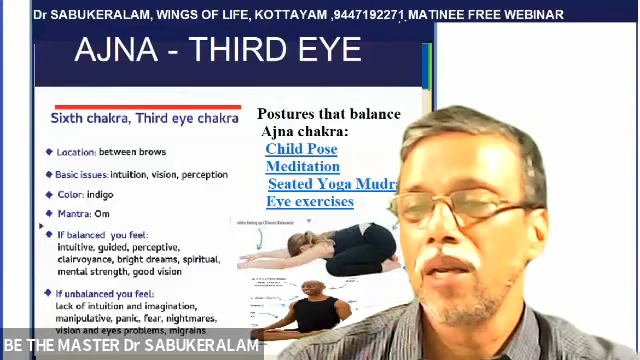 Dr SABUKERALAM, WINGS OF LIFE, KOTTAYAM ,9447192271 MATINEE FREE WEBINAR
AJNA - THIRD EYE
Sixth chakra, Third eye chakra
Location: between brows
Basic issues: intuition, vision, perception
Color: indigo
Mantra: Om
If balanced you feel:
intuitive, guided, perceptive,
clairvoyance, bright dreams, spiritual,
mental strength, good vision
If unbalanced you feel:
lack of intuition and imagination,
manipulative, panic, fear, nightmares,
vision and eyes problems, migrains
Postures that balance
Ajna chakra:
Child Pose
Meditation
Seated Yoga Mudra
Eye exercises
BE THE MASTER Dr SABUKERALAM